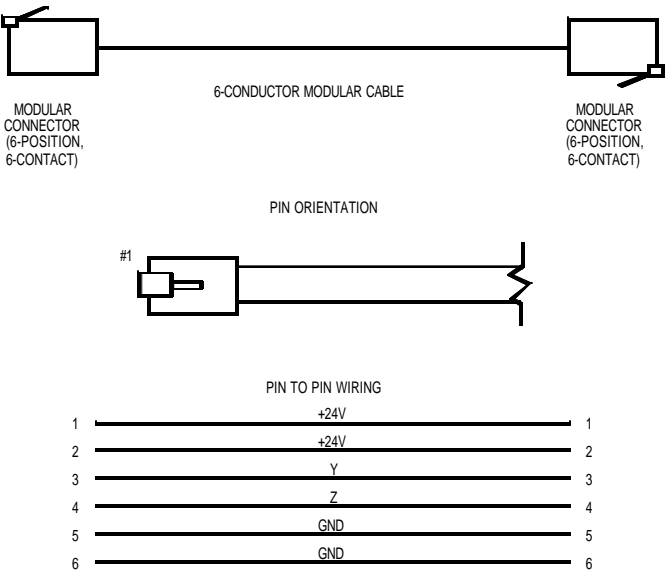 6-CONDUCTOR MODULAR CABLE
MODULAR
CONNECTOR
(6-POSITION,
6-CONTACT)
MODULAR
CONNECTOR
(6-POSITION,
6-CONTACT)
PIN ORIENTATION
#1
PIN TO PIN WIRING
1 +24V 1
2 +24V 2
3 Y 3
4 Z 4
5 GND 5
6 GND 6